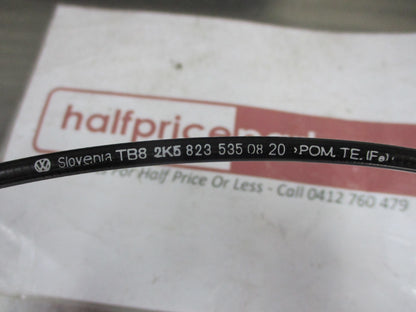 halfpricepart
Slovenia TB8 2K5 823 535 08 20 >POM. TE. (Fe)<
s For Half Price Or Less - Call 0412 760 479